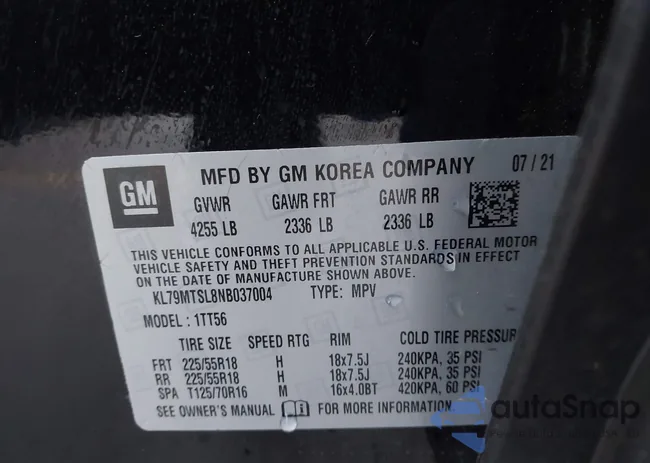 GM
MFD BY GM KOREA COMPANY 07/21
GVWR GAWR FRT GAWR RR
4255 LB 2336 LB 2336 LB
THIS VEHICLE CONFORMS TO ALL APPLICABLE U.S. FEDERAL MOTOR
VEHICLE SAFETY AND THEFT PREVENTION STANDARDS IN EFFECT
ON THE DATE OF MANUFACTURE SHOWN ABOVE.
KL79MTSL8NB037004 TYPE: MPV
MODEL: 1TT56
TIRE SIZE SPEED RTG RIM COLD TIRE PRESSUR
FRT 225/55R18 H 18x7.5J 240KPA, 35 PSI
RR 225/55R18 H 18x7.5J 240KPA, 35 PSI
SPA T125/70R16 M 16x4.0BT 420KPA, 60 PSI
SEE OWNER'S MANUAL FOR MORE INFORMATION.
autoSnap